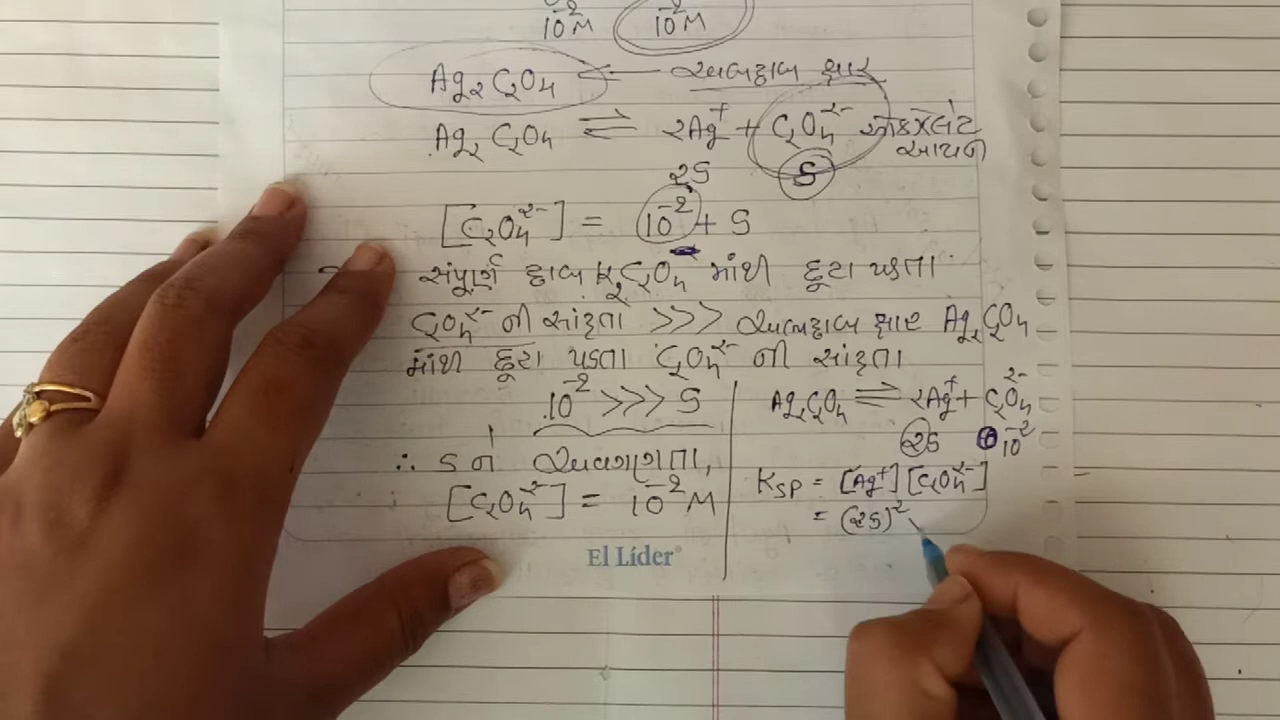 10⁻²M 10⁻²M
Ag₂C₂O₄ ← અલ્પદ્રાવ્ય ક્ષાર
Ag₂C₂O₄ ⇌ 2Ag⁺ + C₂O₄²⁻ ઓક્ઝેલેટ આયન
2S S
[C₂O₄²⁻] = 10⁻² + S
સંપૂર્ણ દ્રાવ્ય K₂C₂O₄ માંથી છૂટા પડતા
C₂O₄²⁻ ની સાંદ્રતા >>> અલ્પદ્રાવ્ય ક્ષાર Ag₂C₂O₄
માંથી છૂટા પડતા C₂O₄²⁻ ની સાંદ્રતા
10⁻² >>> S
∴ S ને અવગણતા,
[C₂O₄²⁻] = 10⁻²M
Ag₂C₂O₄ ⇌ 2Ag⁺ + C₂O₄²⁻
2S 10⁻²
Ksp = [Ag⁺] [C₂O₄²⁻]
= (2S)²
El Líder